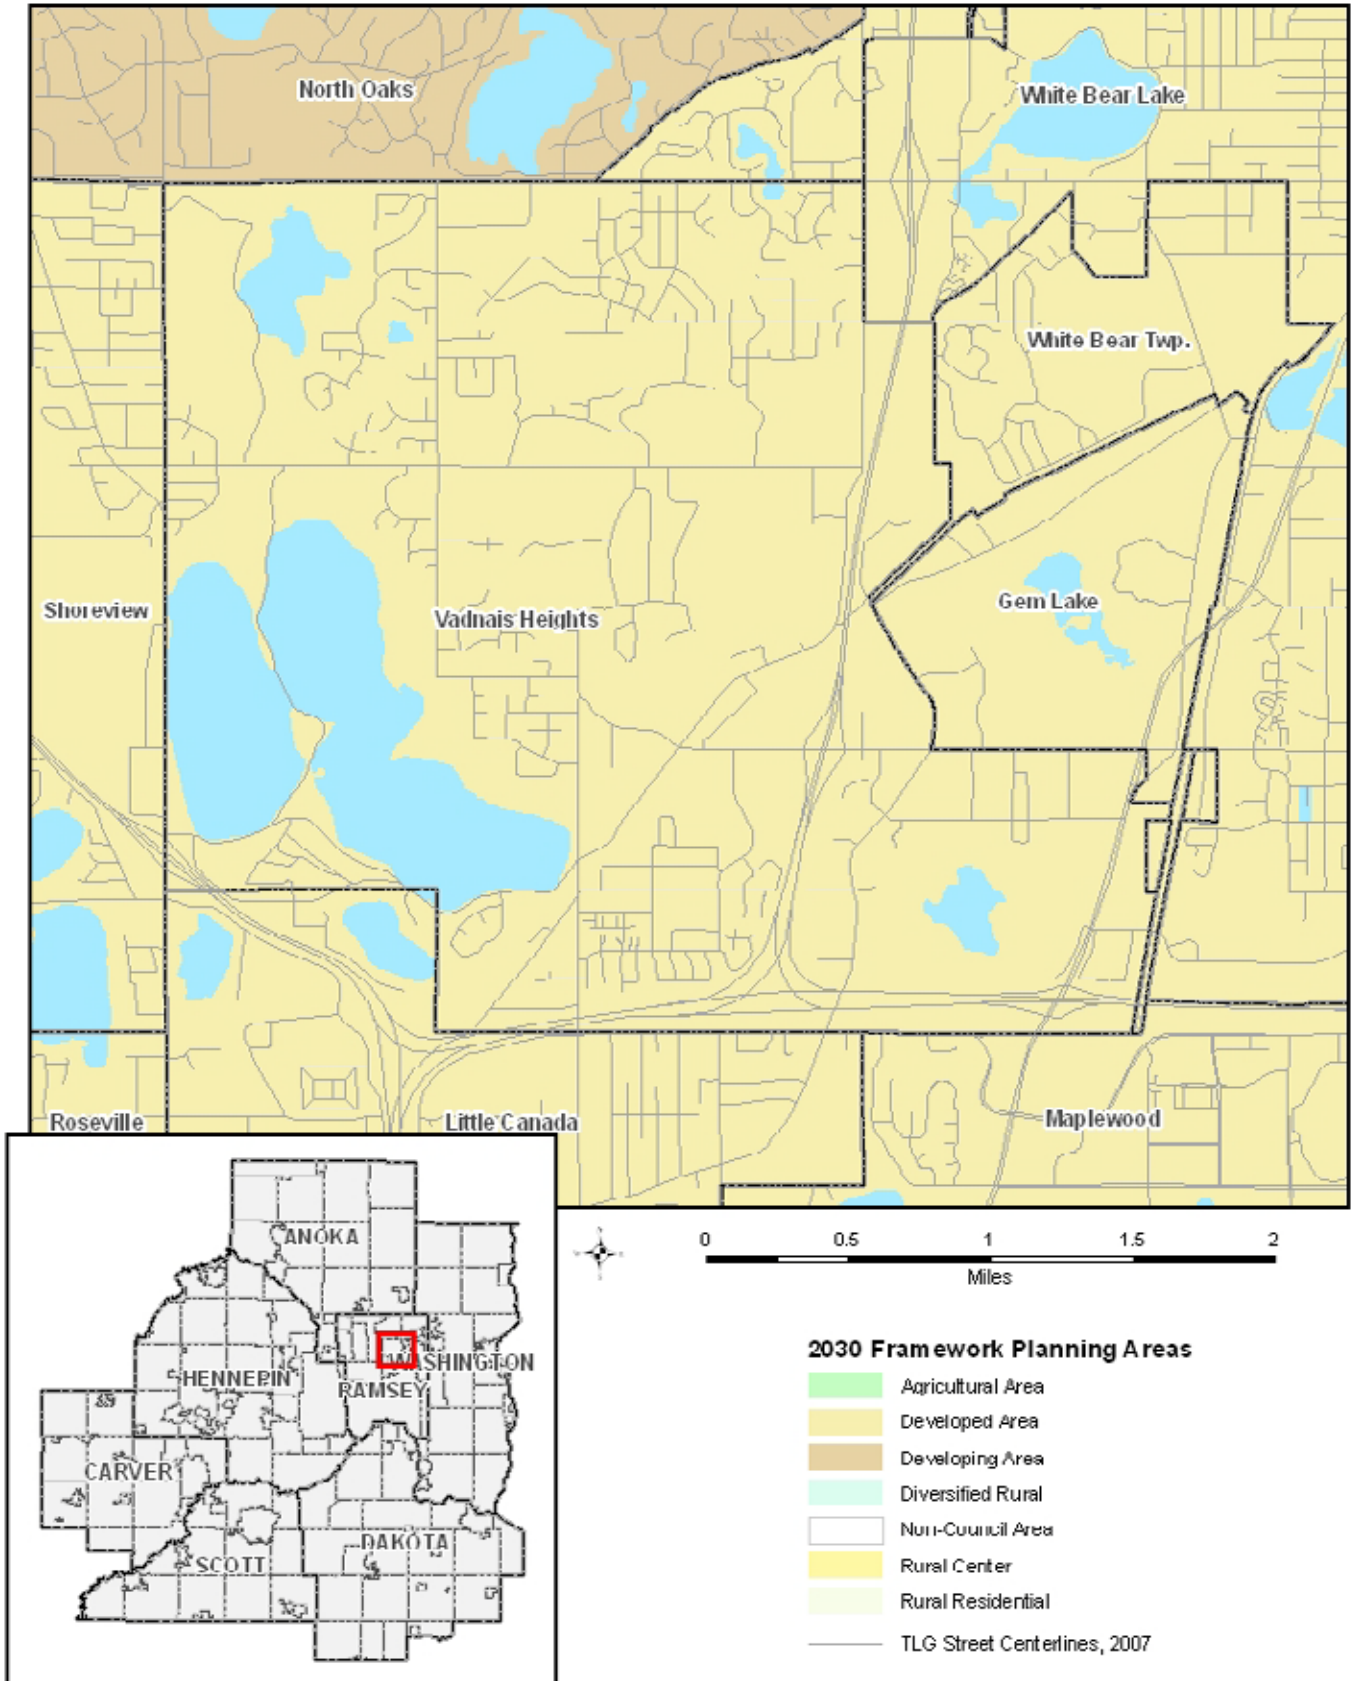 North Oaks
White Bear Lake
White Bear Twp.
Shoreview
Vadnais Heights
Gem Lake
Roseville
Little Canada
Maplewood
ANOKA
HENNEPIN
WASHINGTON
RAMSEY
CARVER
SCOTT
DAKOTA
0 0.5 1 1.5 2
Miles
2030 Framework Planning Areas
Agricultural Area
Developed Area
Developing Area
Diversified Rural
Non-Council Area
Rural Center
Rural Residential
TLG Street Centerlines, 2007